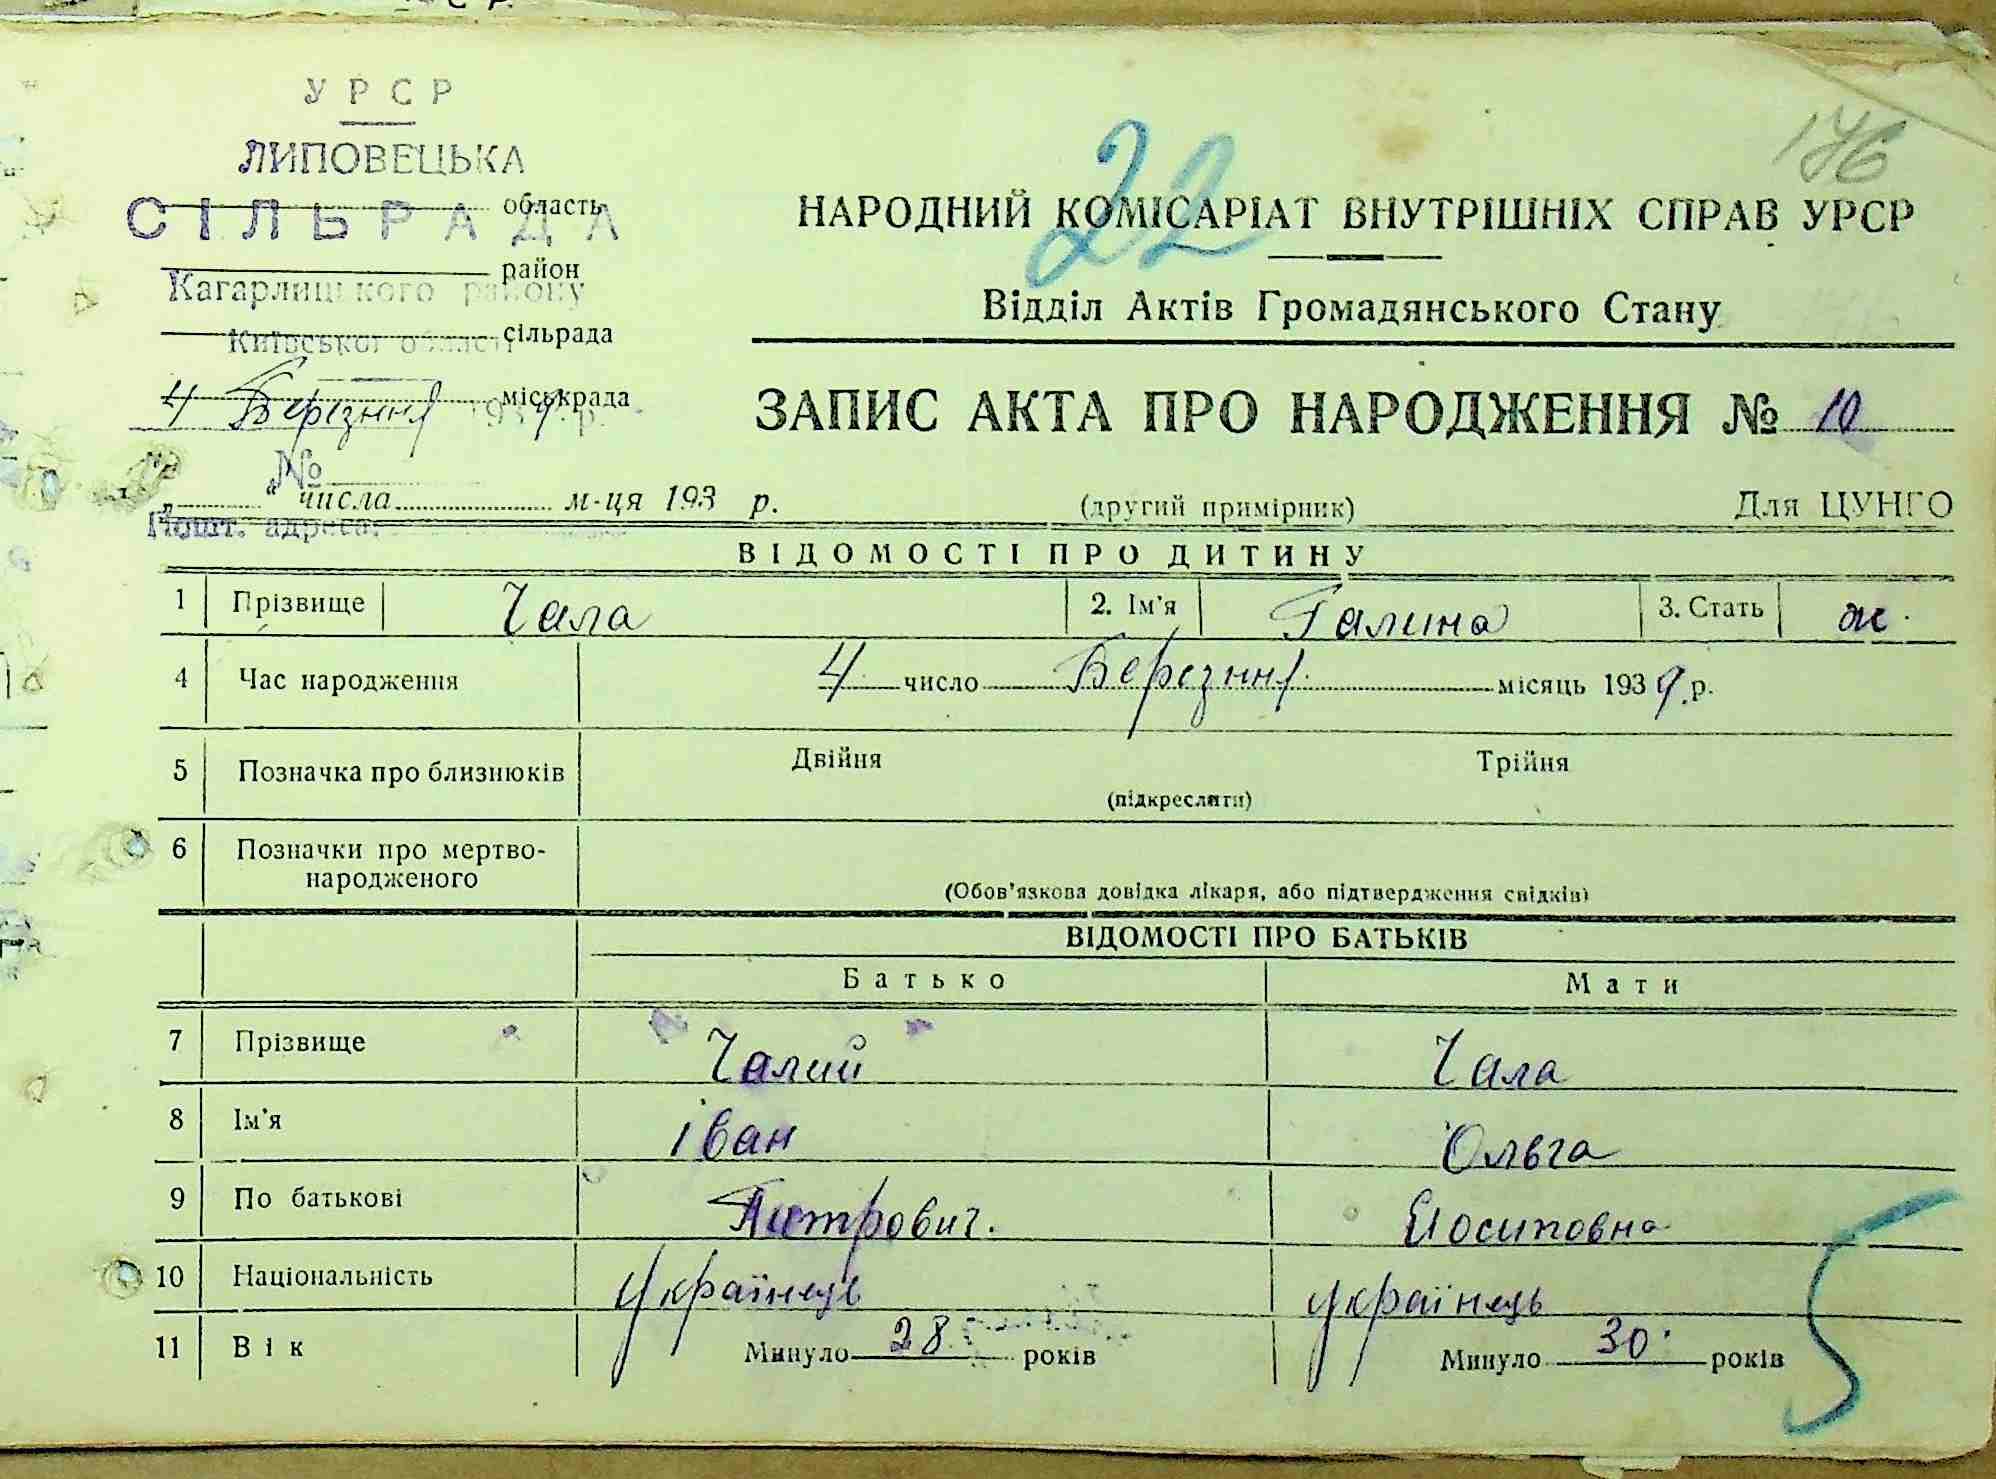 УРСР
176
22
ЛИПОВЕЦЬКА
СІЛЬРАДА
область
район
Кагарлицького району
сільрада
Київської області
міськрада
4 Березня 1939 р.
№
НАРОДНИЙ КОМІСАРІАТ ВНУТРІШНІХ СПРАВ УРСР
Відділ Актів Громадянського Стану
ЗАПИС АКТА ПРО НАРОДЖЕННЯ № 10
„ “ числа м-ця 193 р.
(другий примірник)
Для ЦУНГО
Пошт. адреса:
ВІДОМОСТІ ПРО ДИТИНУ
1 Прізвище Чала 2. Ім'я Галина 3. Стать ж.
4 Час народження 4 число Березня місяць 1939 р.
5 Позначка про близнюків Двійня Трійня
(підкреслити)
6 Позначки про мертво-
народженого
(Обов'язкова довідка лікаря, або підтвердження свідків)
ВІДОМОСТІ ПРО БАТЬКІВ
Батько Мати
7 Прізвище Чалий Чала
8 Ім'я Іван Ольга
9 По батькові Питрович. Йосиповна
10 Національність українець українець
11 Вік Минуло 28 років Минуло 30 років
5